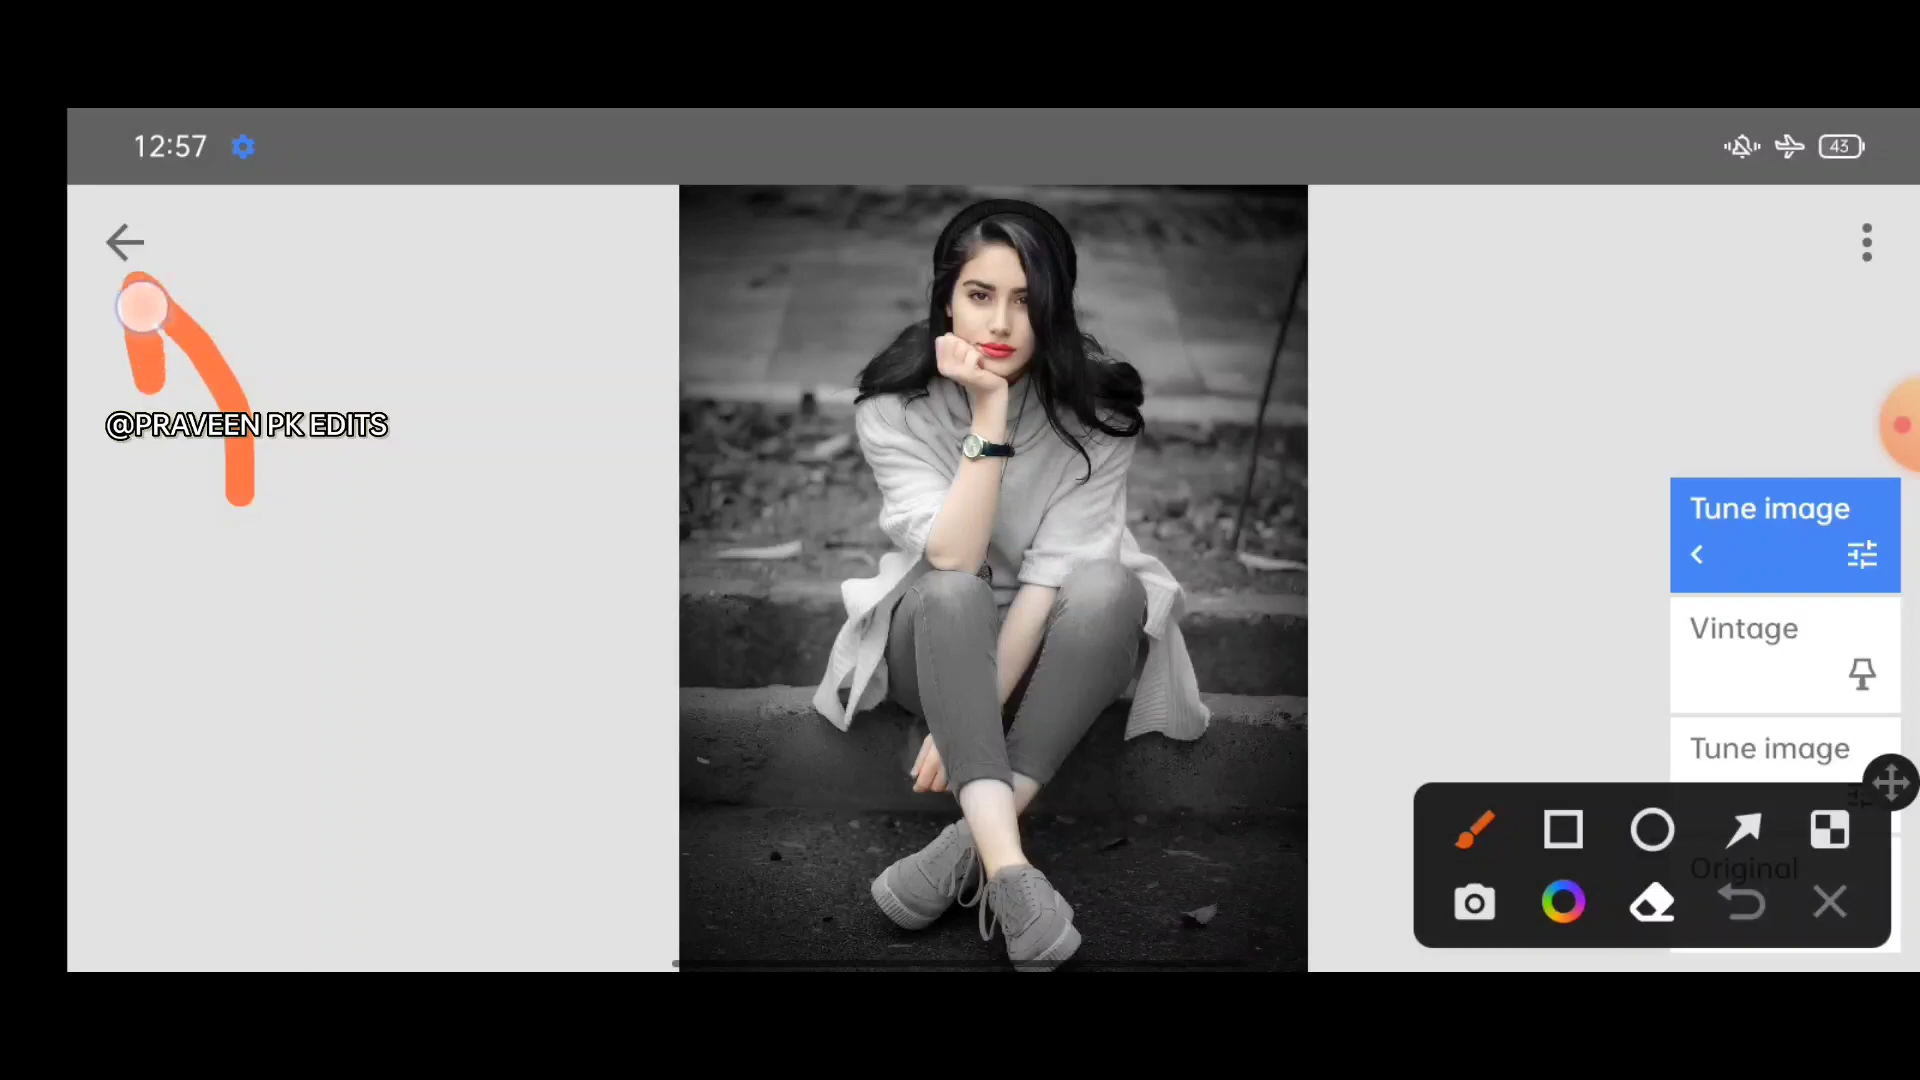 12:57
43
@PRAVEEN PK EDITS
Tune image
Vintage
Tune image
Original